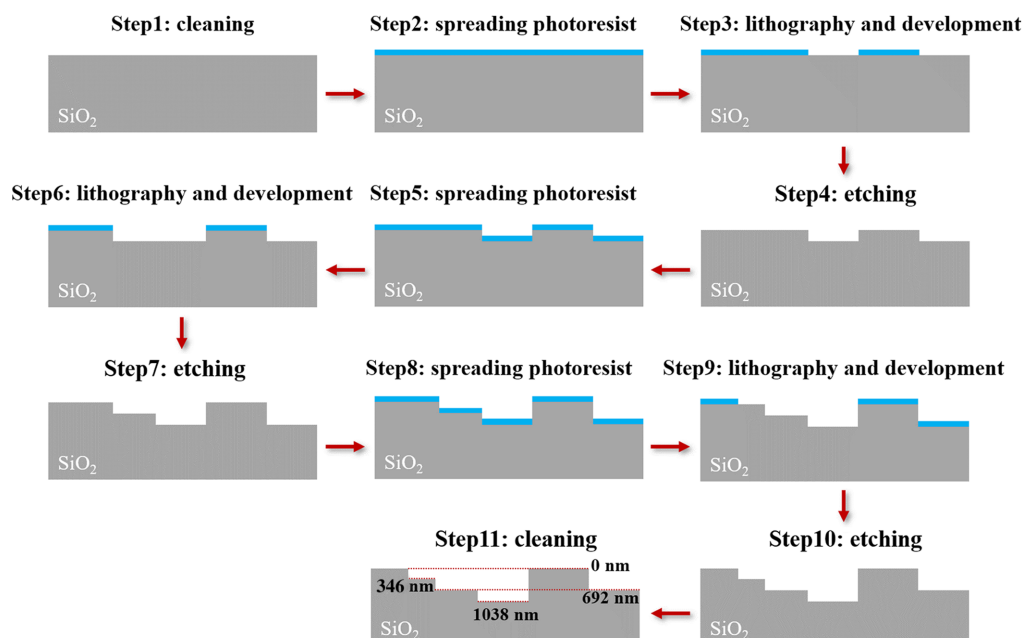 Step1: cleaning
Step2: spreading photoresist
Step3: lithography and development
SiO₂
SiO₂
SiO₂
Step6: lithography and development
Step5: spreading photoresist
Step4: etching
SiO₂
SiO₂
SiO₂
Step7: etching
Step8: spreading photoresist
Step9: lithography and development
SiO₂
SiO₂
SiO₂
Step11: cleaning
Step10: etching
0 nm
346 nm
692 nm
1038 nm
SiO₂
SiO₂